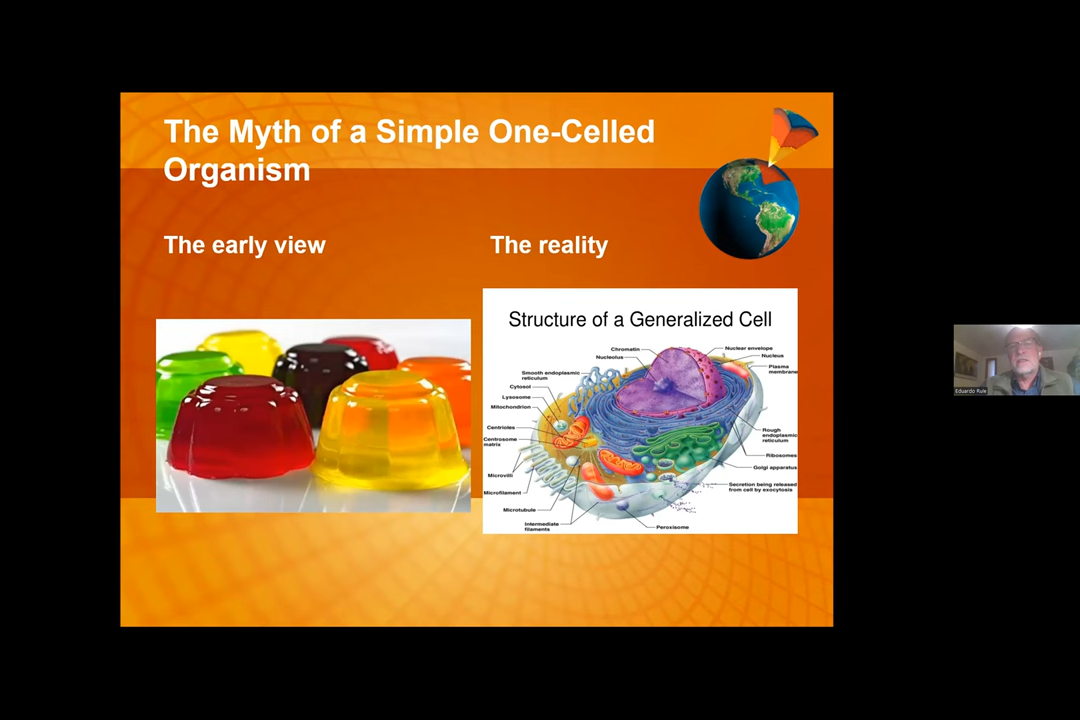 The Myth of a Simple One-Celled
Organism
The early view
The reality
Structure of a Generalized Cell
Chromatin
Nucleolus
Smooth endoplasmic
reticulum
Cytosol
Lysosome
Mitochondrion
Centrioles
Centrosome
matrix
Microvilli
Microfilament
Microtubule
Intermediate
filaments
Nuclear envelope
Nucleus
Plasma
membrane
Rough
endoplasmic
reticulum
Ribosomes
Golgi apparatus
Secretion being released
from cell by exocytosis
Peroxisome
Eduardo Rule